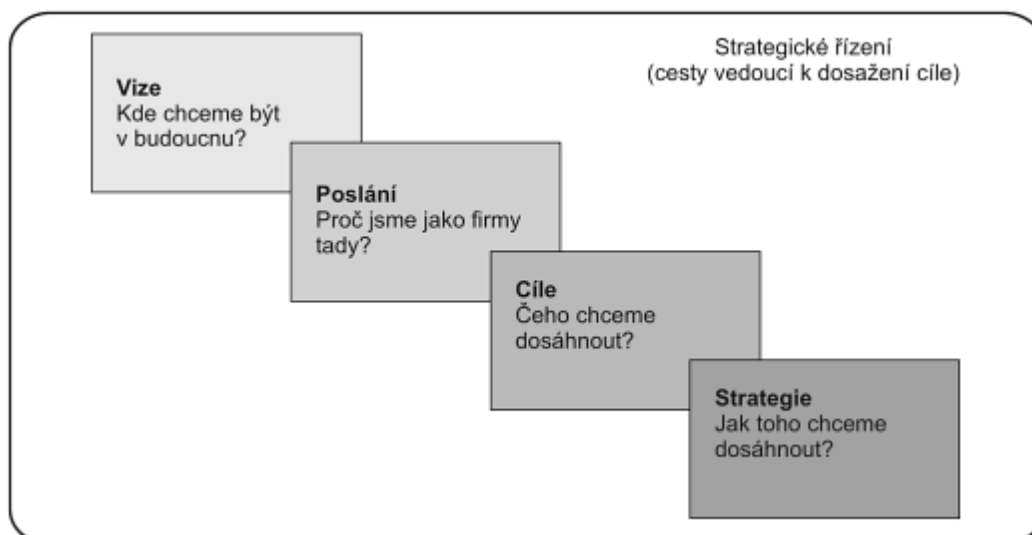 Strategické řízení
(cesty vedoucí k dosažení cíle)
Vize
Kde chceme být
v budoucnu?
Poslání
Proč jsme jako firmy
tady?
Cíle
Čeho chceme
dosáhnout?
Strategie
Jak toho chceme
dosáhnout?